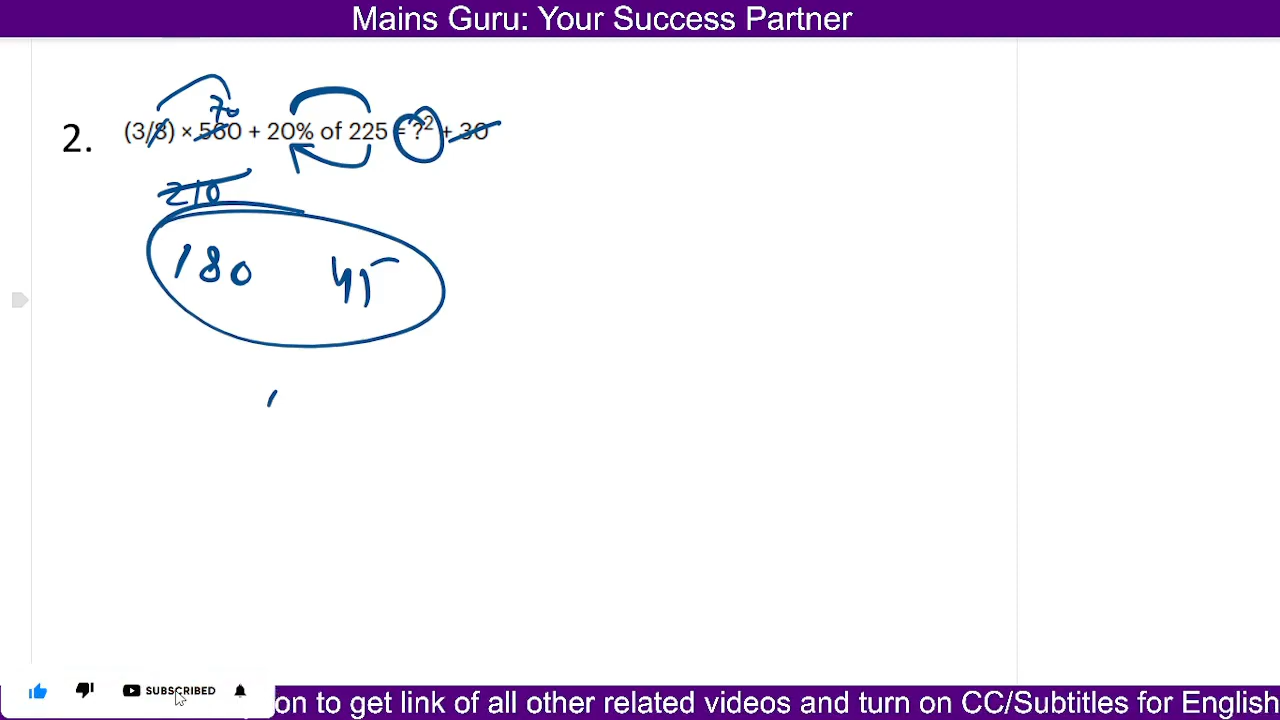 Mains Guru: Your Success Partner
70
2. (3/8) × 560 + 20% of 225 = ?² + 30
210
180 45
SUBSCRIBED
on to get link of all other related videos and turn on CC/Subtitles for English